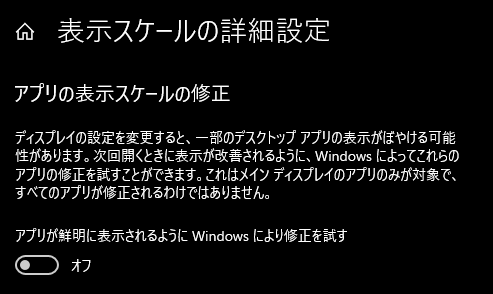 表示スケールの詳細設定
アプリの表示スケールの修正
ディスプレイの設定を変更すると、一部のデスクトップ アプリの表示がぼやける可能
性があります。次回開くときに表示が改善されるように、Windows によってこれらの
アプリの修正を試すことができます。これはメイン ディスプレイのアプリのみが対象で、
すべてのアプリが修正されるわけではありません。
アプリが鮮明に表示されるように Windows により修正を試す
オフ